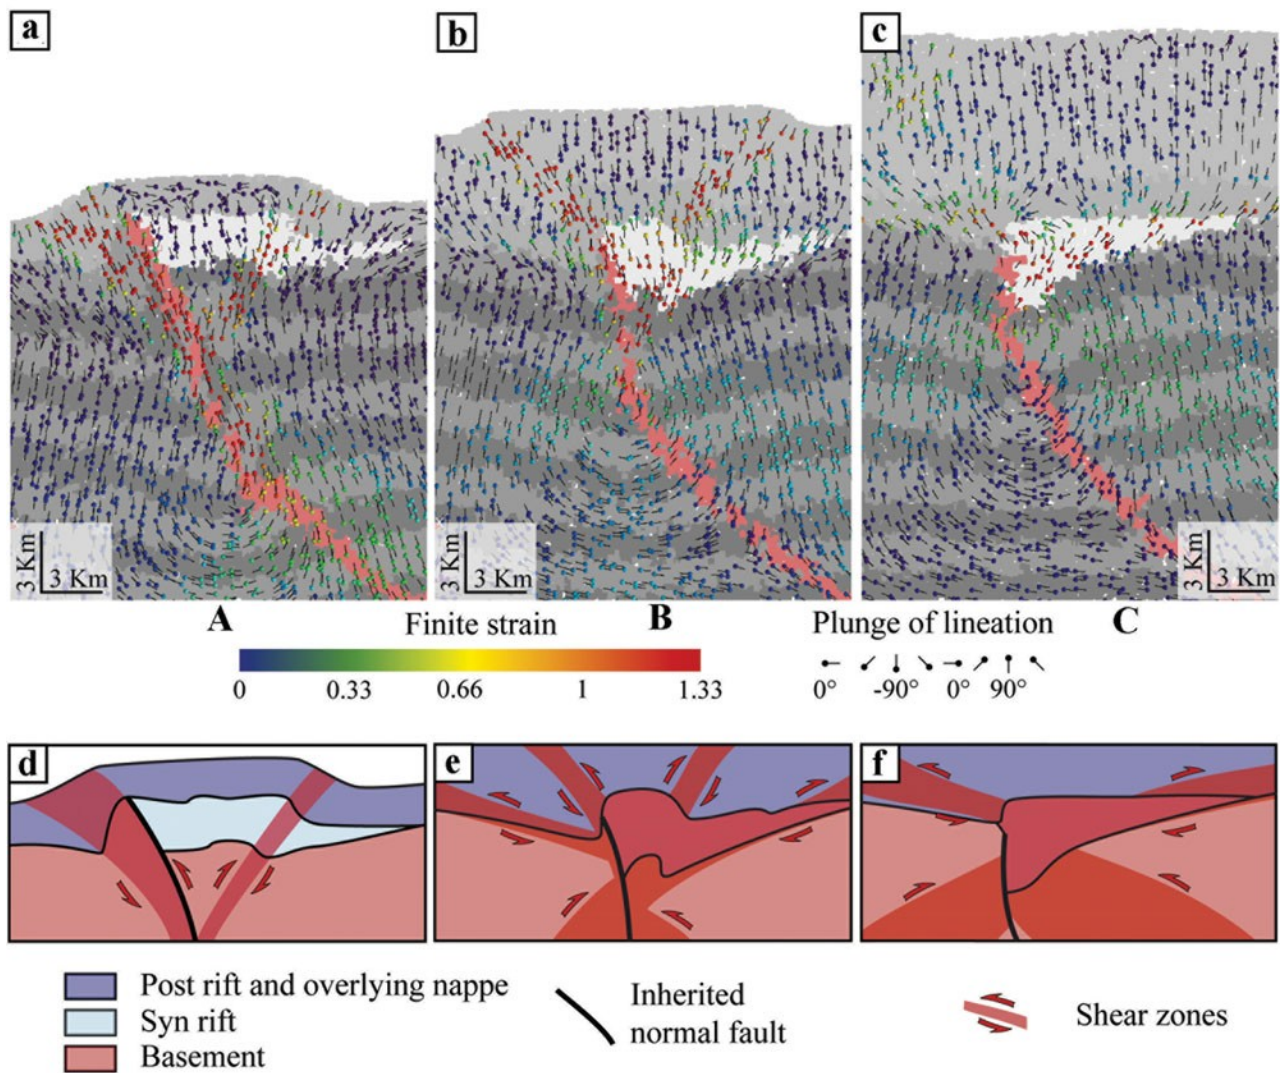 a
b
c
3 Km
3 Km
3 Km
3 Km
3 Km
3 Km
A
B
C
Finite strain
0
0.33
0.66
1
1.33
Plunge of lineation
0°
-90°
0°
90°
d
e
f
Post rift and overlying nappe
Syn rift
Basement
Inherited
normal fault
Shear zones